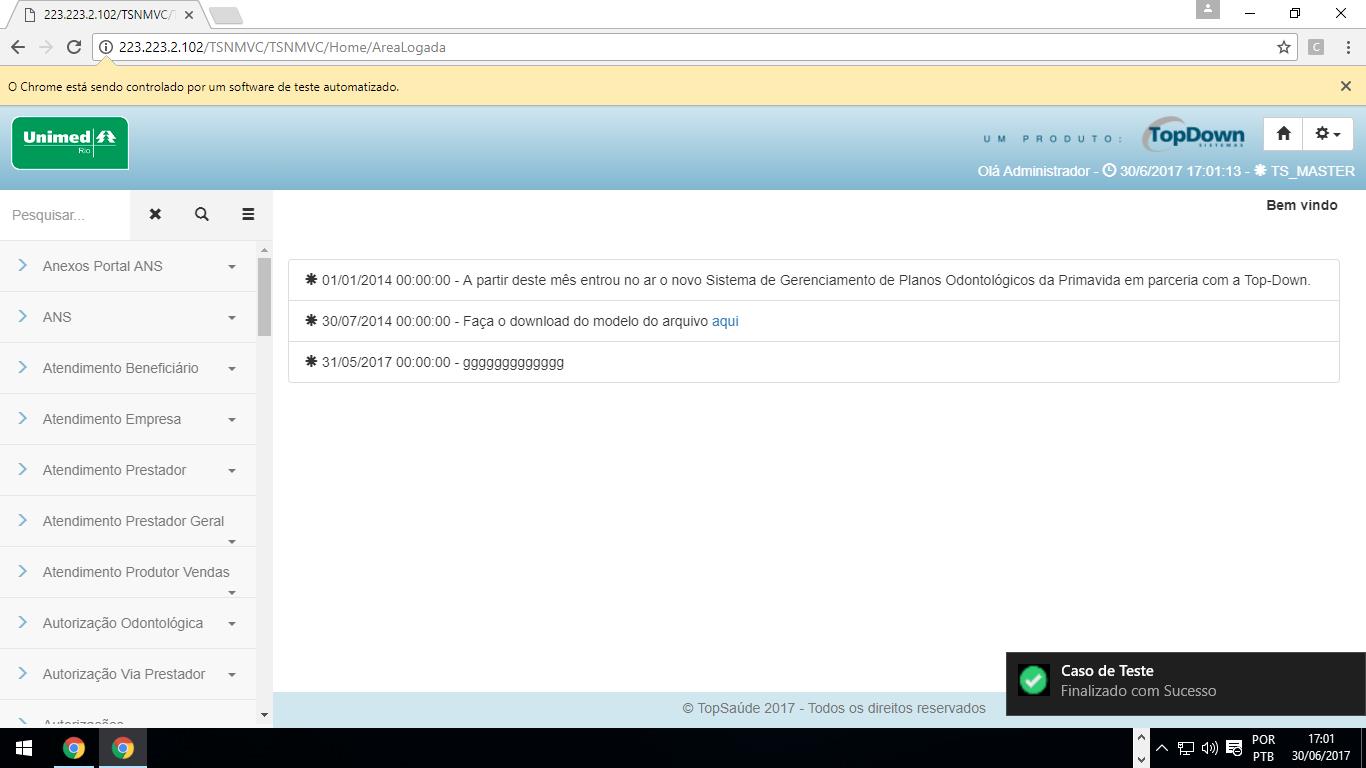 223.223.2.102/TSNMVC/T
223.223.2.102/TSNMVC/TSNMVC/Home/AreaLogada
C
O Chrome está sendo controlado por um software de teste automatizado.
Unimed
Rio
UM PRODUTO:
TopDown
SISTEMAS
Olá Administrador - 30/6/2017 17:01:13 - TS_MASTER
Pesquisar...
Bem vindo
Anexos Portal ANS
ANS
Atendimento Beneficiário
Atendimento Empresa
Atendimento Prestador
Atendimento Prestador Geral
Atendimento Produtor Vendas
Autorização Odontológica
Autorização Via Prestador
Autorizações
01/01/2014 00:00:00 - A partir deste mês entrou no ar o novo Sistema de Gerenciamento de Planos Odontológicos da Primavida em parceria com a Top-Down.
30/07/2014 00:00:00 - Faça o download do modelo do arquivo aqui
31/05/2017 00:00:00 - ggggggggggggg
Caso de Teste
Finalizado com Sucesso
© TopSaúde 2017 - Todos os direitos reservados
POR
PTB
17:01
30/06/2017